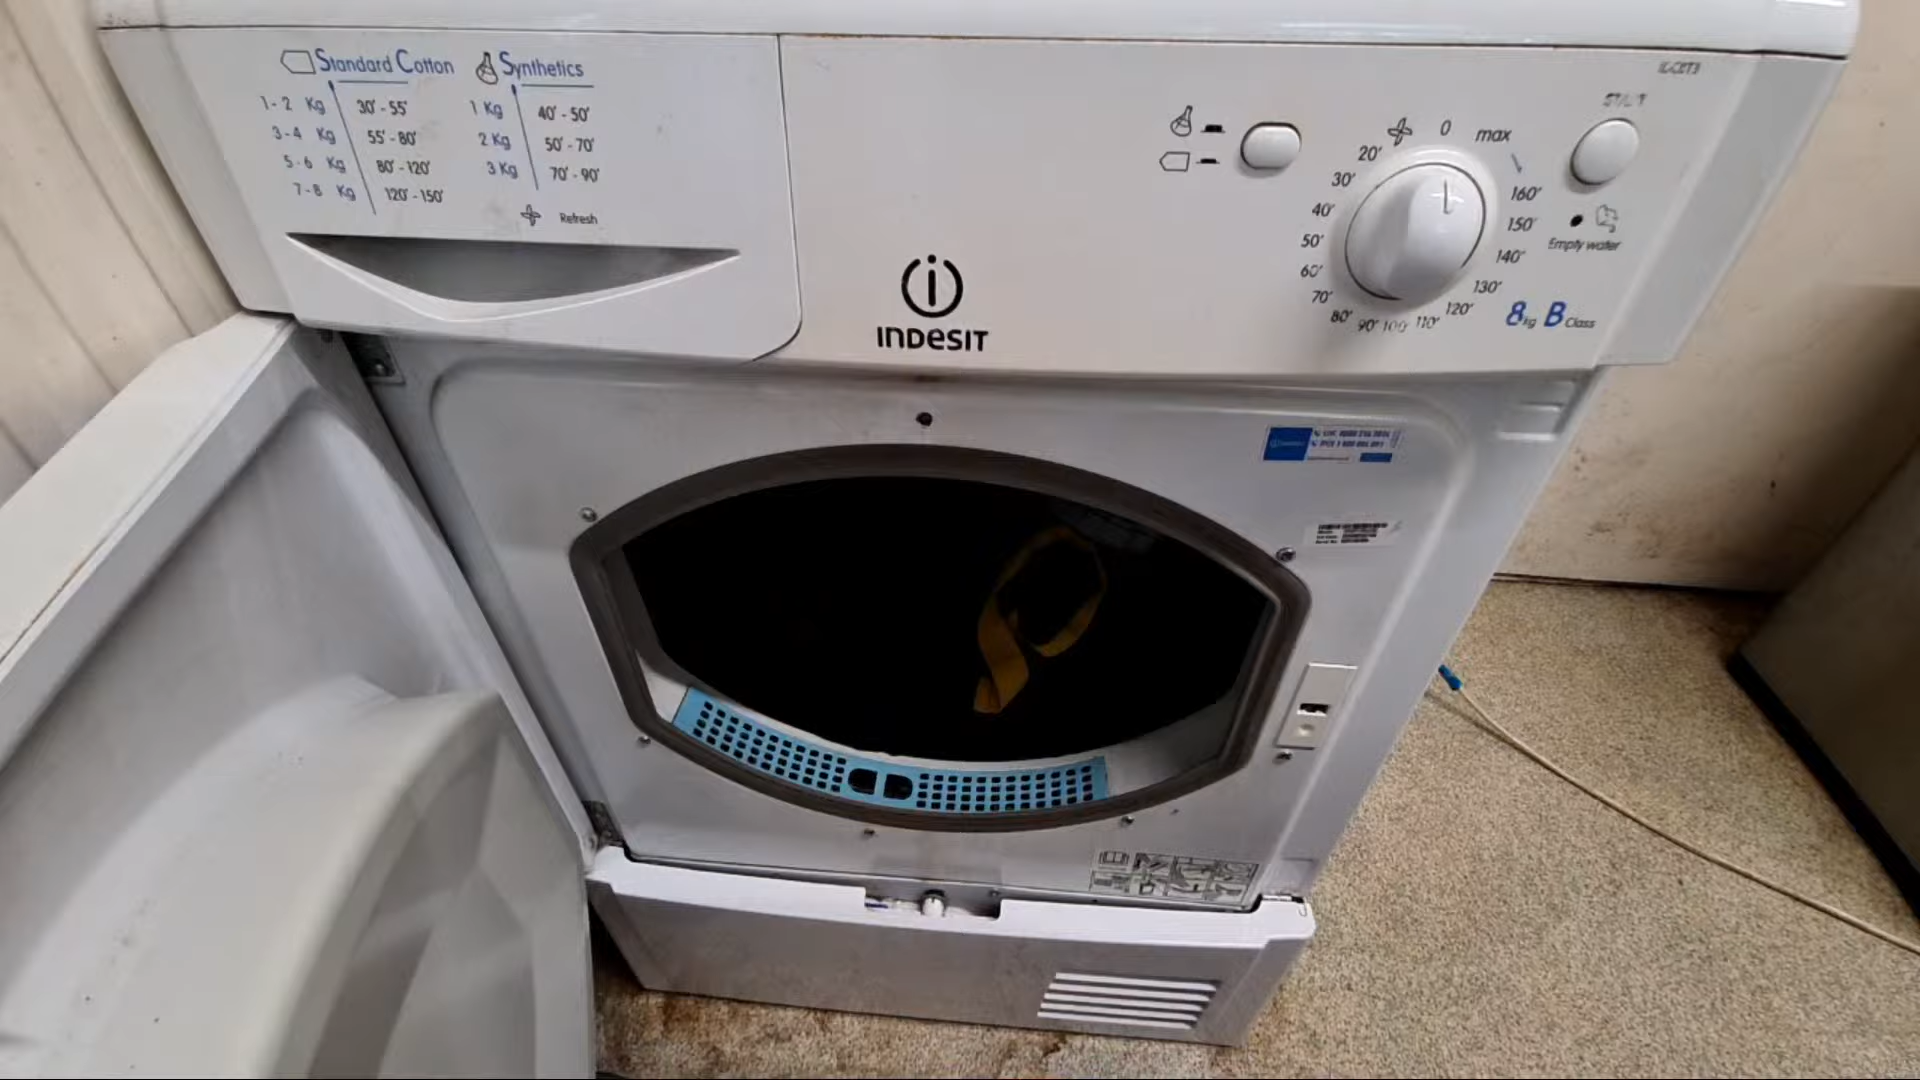 Standard Cotton
1-2 Kg 30'-55'
3-4 Kg 55'-80'
5-6 Kg 80'-120'
7-8 Kg 120'-150'
Synthetics
1 Kg 40'-50'
2 Kg 50'-70'
3 Kg 70'-90'
Refresh
INDESIT
0
max
160'
150'
140'
130'
120'
110'
100'
90'
80'
70'
60'
50'
40'
30'
20'
Empty water
8kg B Class